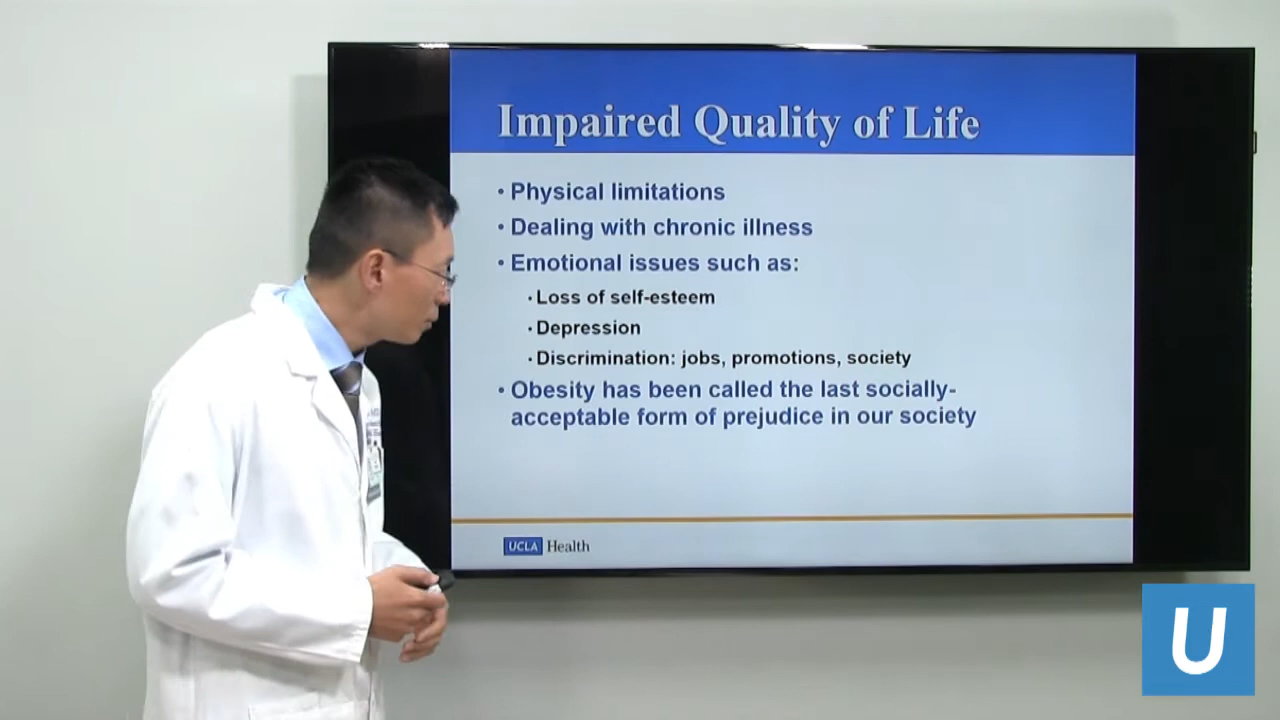 Impaired Quality of Life
• Physical limitations
• Dealing with chronic illness
• Emotional issues such as:
• Loss of self-esteem
• Depression
• Discrimination: jobs, promotions, society
• Obesity has been called the last socially-
acceptable form of prejudice in our society
UCLA Health
U